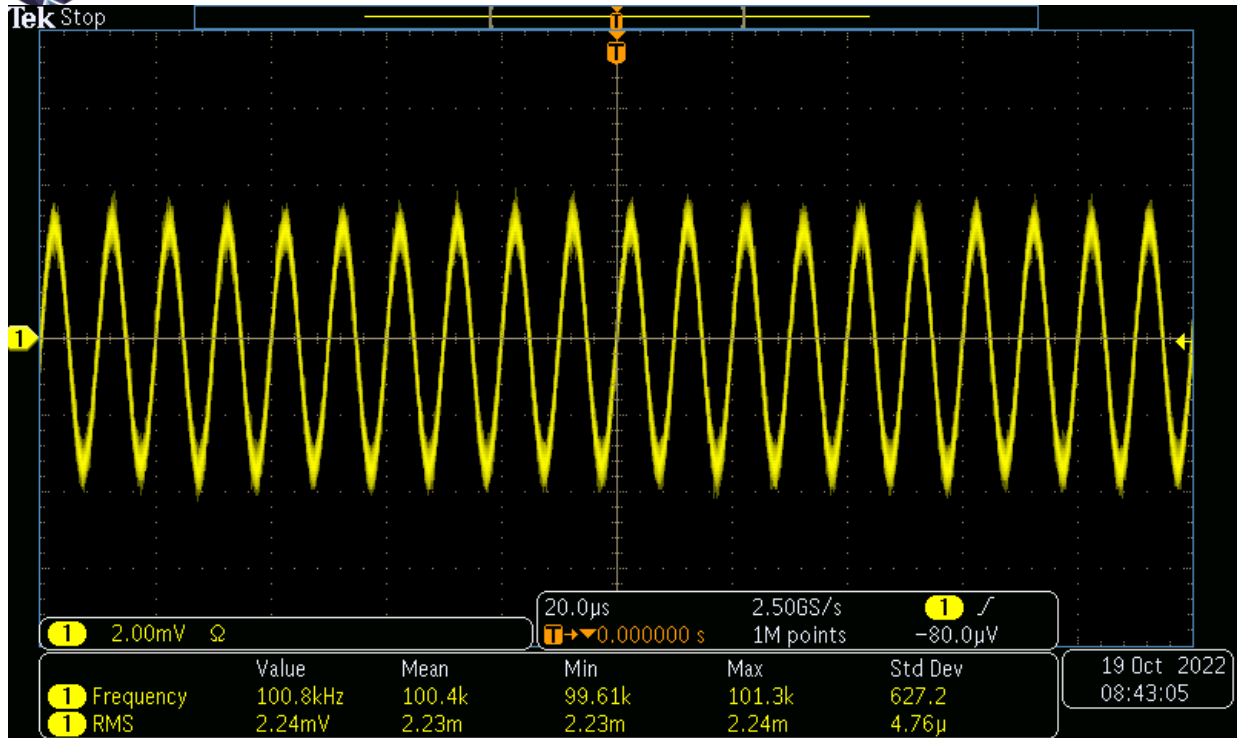 Tek Stop
T
T
1
20.0µs 2.50GS/s 1 ∫
1 2.00mV Ω T→▼0.000000 s 1M points −80.0µV
Value Mean Min Max Std Dev 19 Oct 2022
1 Frequency 100.8kHz 100.4k 99.61k 101.3k 627.2 08:43:05
1 RMS 2.24mV 2.23m 2.23m 2.24m 4.76µ